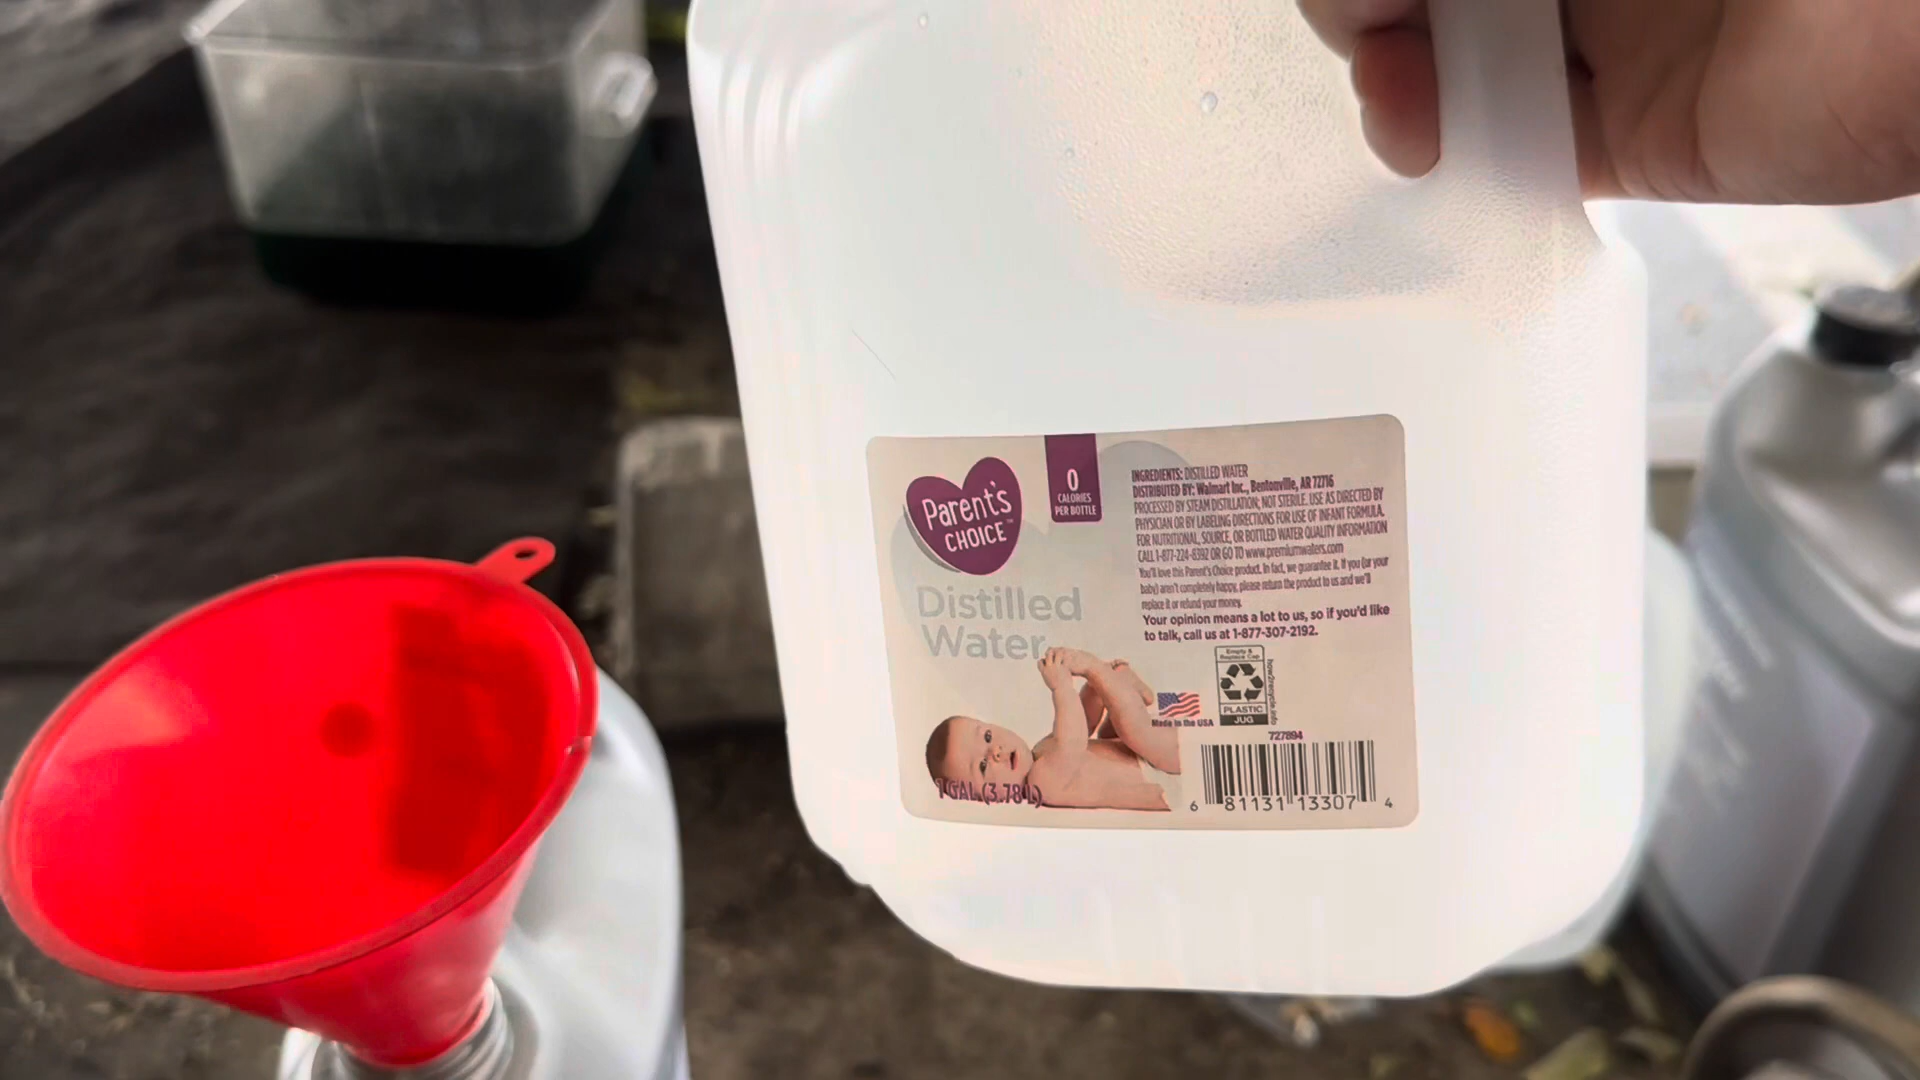 Parent's
CHOICE™
0
CALORIES
PER BOTTLE
Distilled
Water
1 GAL (3.78 L)
INGREDIENTS: DISTILLED WATER
DISTRIBUTED BY: Walmart Inc., Bentonville, AR 72716
PROCESSED BY STEAM DISTILLATION; NOT STERILE. USE AS DIRECTED BY
PHYSICIAN OR BY LABELING DIRECTIONS FOR USE OF INFANT FORMULA.
FOR NUTRITIONAL, SOURCE, OR BOTTLED WATER QUALITY INFORMATION
CALL 1-877-224-8392 OR GO TO www.premiumwaters.com
You'll love this Parent's Choice product. In fact, we guarantee it. If you (or your
baby) aren't completely happy, please return the product to us and we'll
replace it or refund your money.
Your opinion means a lot to us, so if you'd like
to talk, call us at 1-877-307-2192.
Empty &
Replace Cap
PLASTIC
JUG
how2recycle.info
Made in the USA
727894
6 81131 13307 4